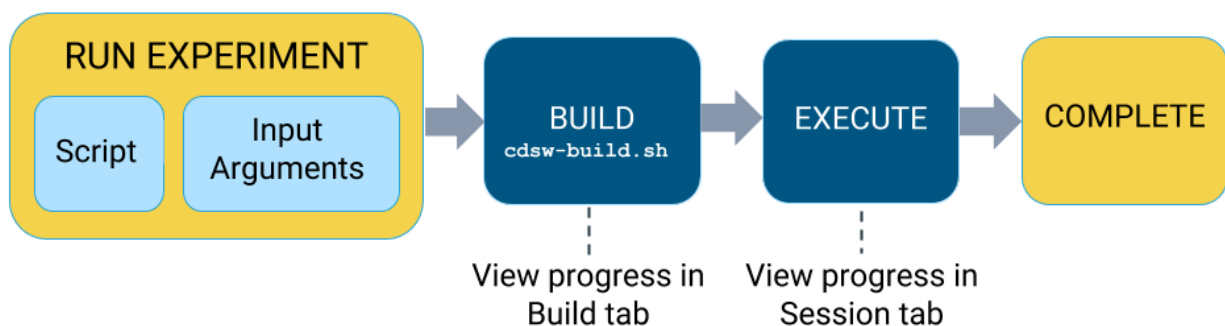 RUN EXPERIMENT
Script
Input
Arguments
BUILD
cdsw-build.sh
EXECUTE
COMPLETE
View progress in
Build tab
View progress in
Session tab